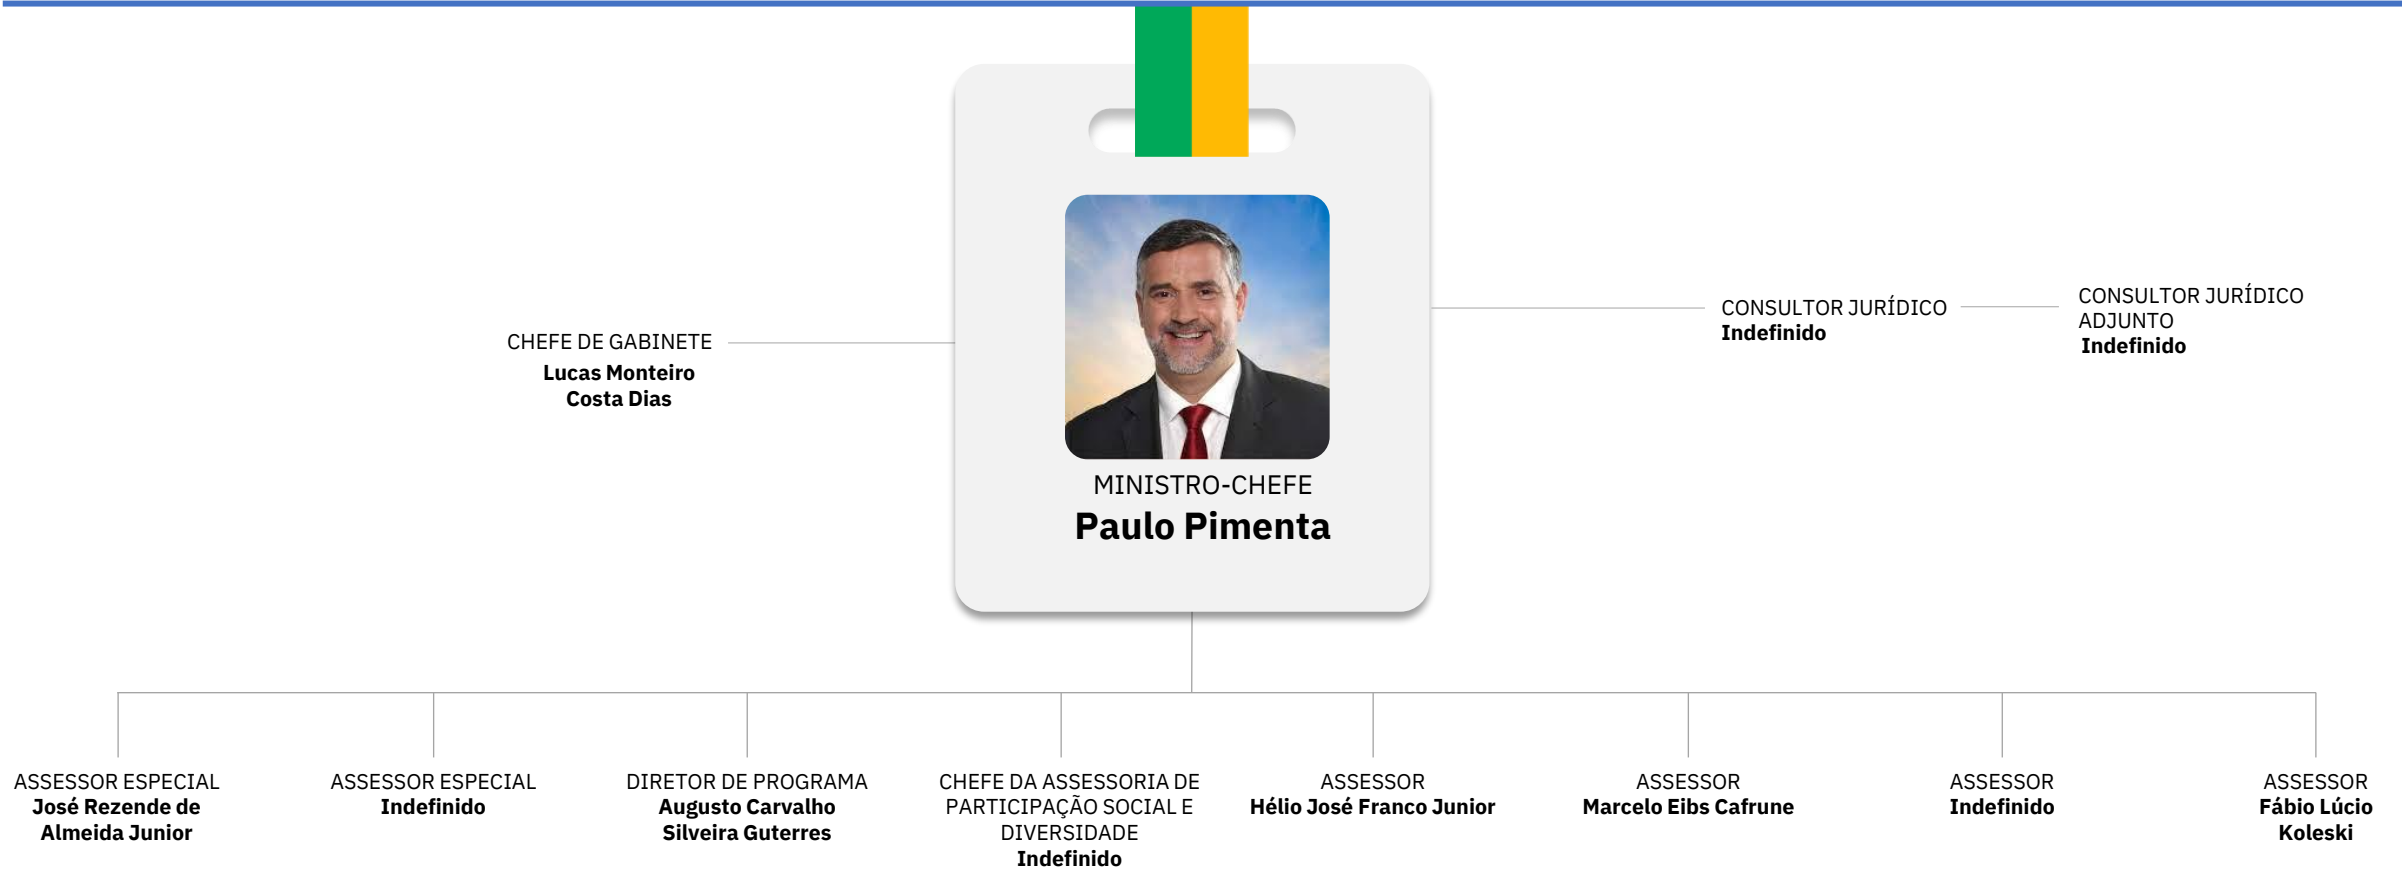 CHEFE DE GABINETE
Lucas Monteiro
Costa Dias
MINISTRO-CHEFE
Paulo Pimenta
CONSULTOR JURÍDICO
Indefinido
CONSULTOR JURÍDICO
ADJUNTO
Indefinido
ASSESSOR ESPECIAL
José Rezende de
Almeida Junior
ASSESSOR ESPECIAL
Indefinido
DIRETOR DE PROGRAMA
Augusto Carvalho
Silveira Guterres
CHEFE DA ASSESSORIA DE
PARTICIPAÇÃO SOCIAL E
DIVERSIDADE
Indefinido
ASSESSOR
Hélio José Franco Junior
ASSESSOR
Marcelo Eibs Cafrune
ASSESSOR
Indefinido
ASSESSOR
Fábio Lúcio
Koleski